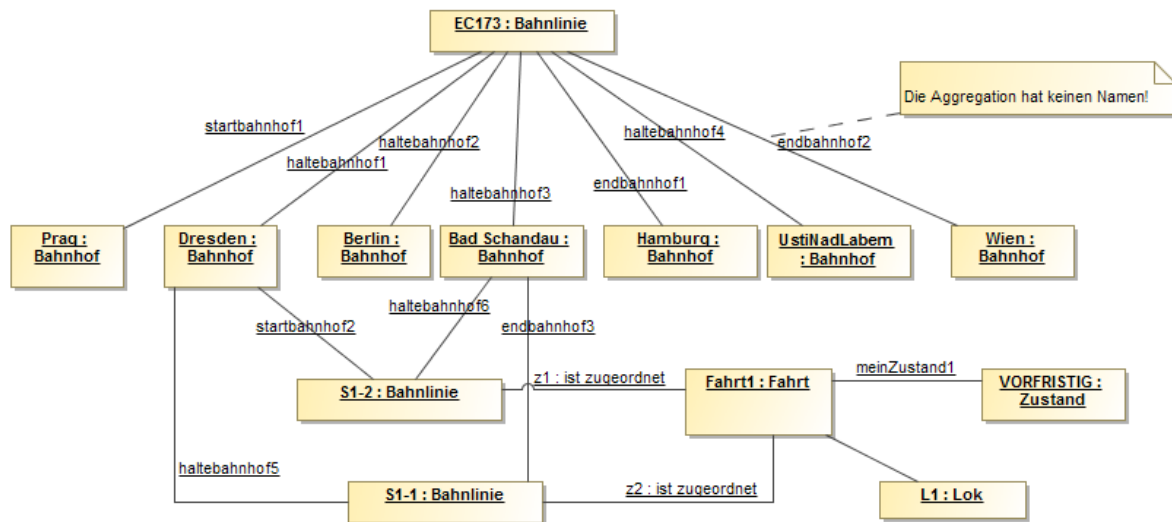 EC173 : Bahnlinie
Die Aggregation hat keinen Namen!
startbahnhof1
haltebahnhof1
haltebahnhof2
haltebahnhof3
endbahnhof1
haltebahnhof4
endbahnhof2
Prag :
Bahnhof
Dresden :
Bahnhof
Berlin :
Bahnhof
Bad Schandau :
Bahnhof
Hamburg :
Bahnhof
UstiNadLabem
: Bahnhof
Wien :
Bahnhof
startbahnhof2
haltebahnhof6
endbahnhof3
S1-2 : Bahnlinie
z1 : ist zugeordnet
Fahrt1 : Fahrt
meinZustand1
VORFRISTIG :
Zustand
haltebahnhof5
S1-1 : Bahnlinie
z2 : ist zugeordnet
L1 : Lok